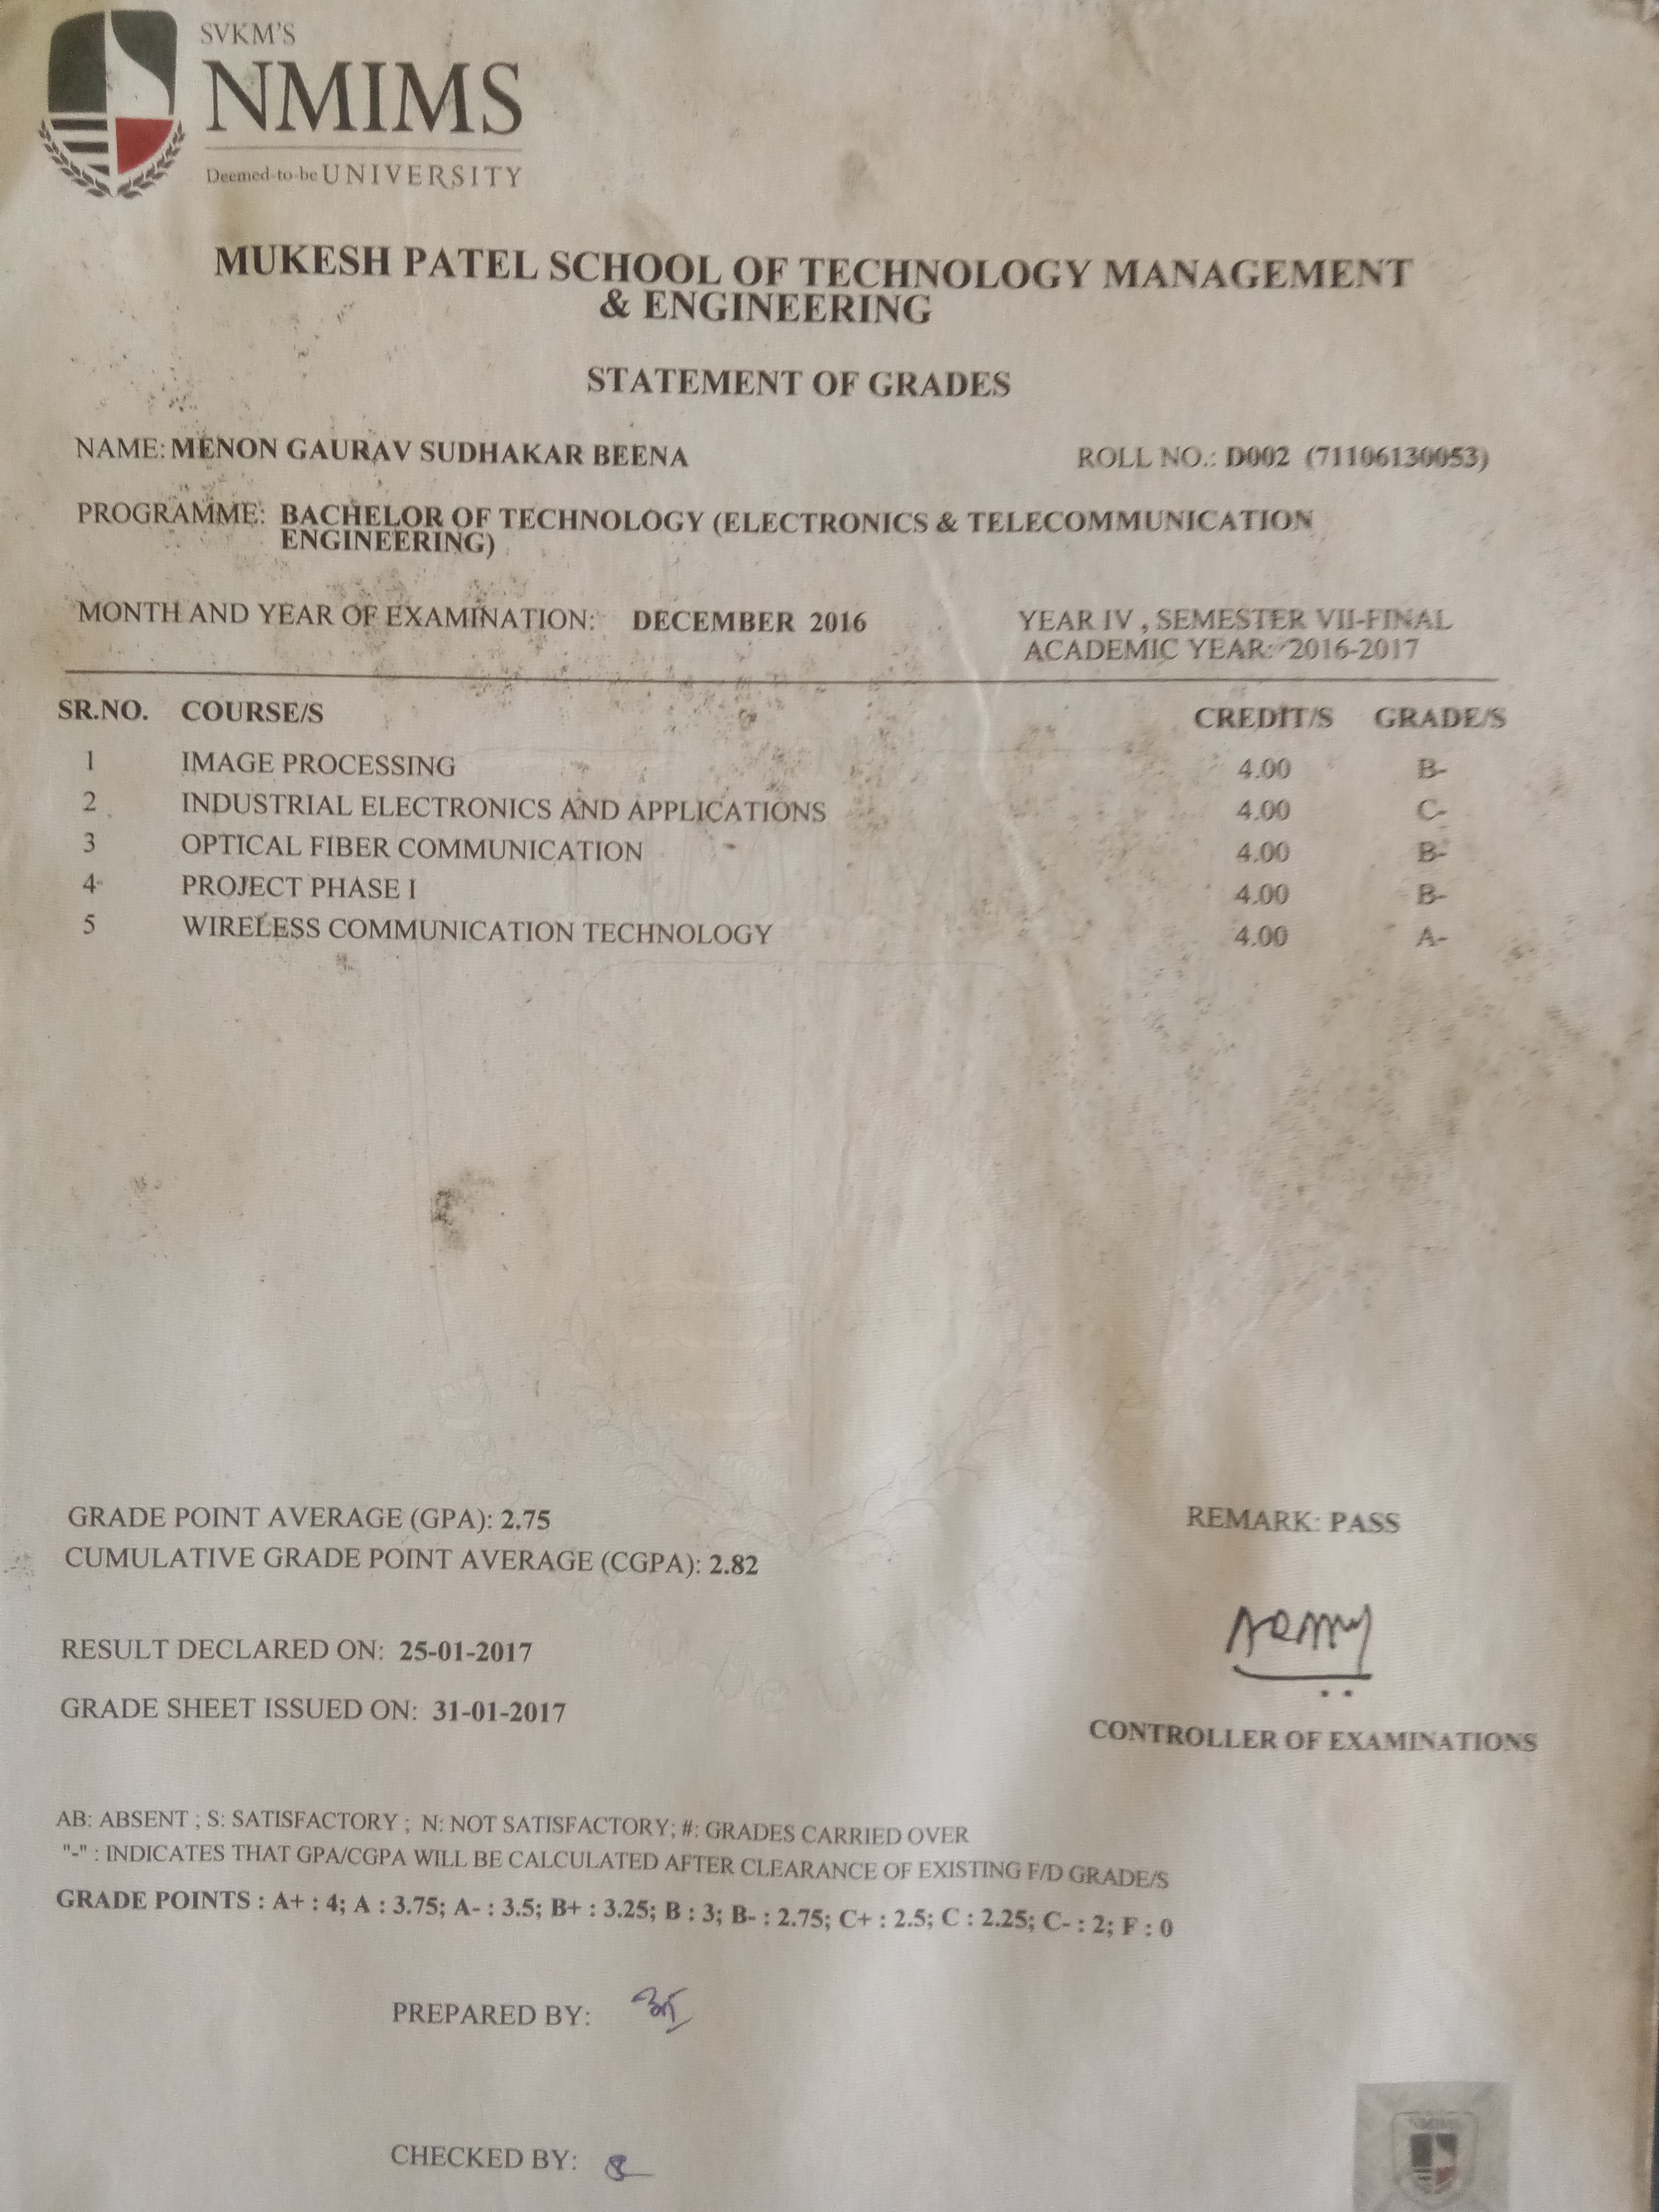 SVKM'S
NMIMS
Deemed-to-be UNIVERSITY
MUKESH PATEL SCHOOL OF TECHNOLOGY MANAGEMENT
& ENGINEERING
STATEMENT OF GRADES
NAME: MENON GAURAV SUDHAKAR BEENA ROLL NO.: D002 (71106130053)
PROGRAMME: BACHELOR OF TECHNOLOGY (ELECTRONICS & TELECOMMUNICATION
ENGINEERING)
MONTH AND YEAR OF EXAMINATION: DECEMBER 2016 YEAR IV , SEMESTER VII-FINAL
ACADEMIC YEAR: 2016-2017
SR.NO. COURSE/S CREDIT/S GRADE/S
1 IMAGE PROCESSING 4.00 B-
2 INDUSTRIAL ELECTRONICS AND APPLICATIONS 4.00 C-
3 OPTICAL FIBER COMMUNICATION 4.00 B-
4 PROJECT PHASE I 4.00 B-
5 WIRELESS COMMUNICATION TECHNOLOGY 4.00 A-
GRADE POINT AVERAGE (GPA): 2.75 REMARK: PASS
CUMULATIVE GRADE POINT AVERAGE (CGPA): 2.82
RESULT DECLARED ON: 25-01-2017
GRADE SHEET ISSUED ON: 31-01-2017
CONTROLLER OF EXAMINATIONS
AB: ABSENT ; S: SATISFACTORY ; N: NOT SATISFACTORY; #: GRADES CARRIED OVER
"-" : INDICATES THAT GPA/CGPA WILL BE CALCULATED AFTER CLEARANCE OF EXISTING F/D GRADE/S
GRADE POINTS : A+ : 4; A : 3.75; A- : 3.5; B+ : 3.25; B : 3; B- : 2.75; C+ : 2.5; C : 2.25; C- : 2; F : 0
PREPARED BY:
CHECKED BY:
NMIMS